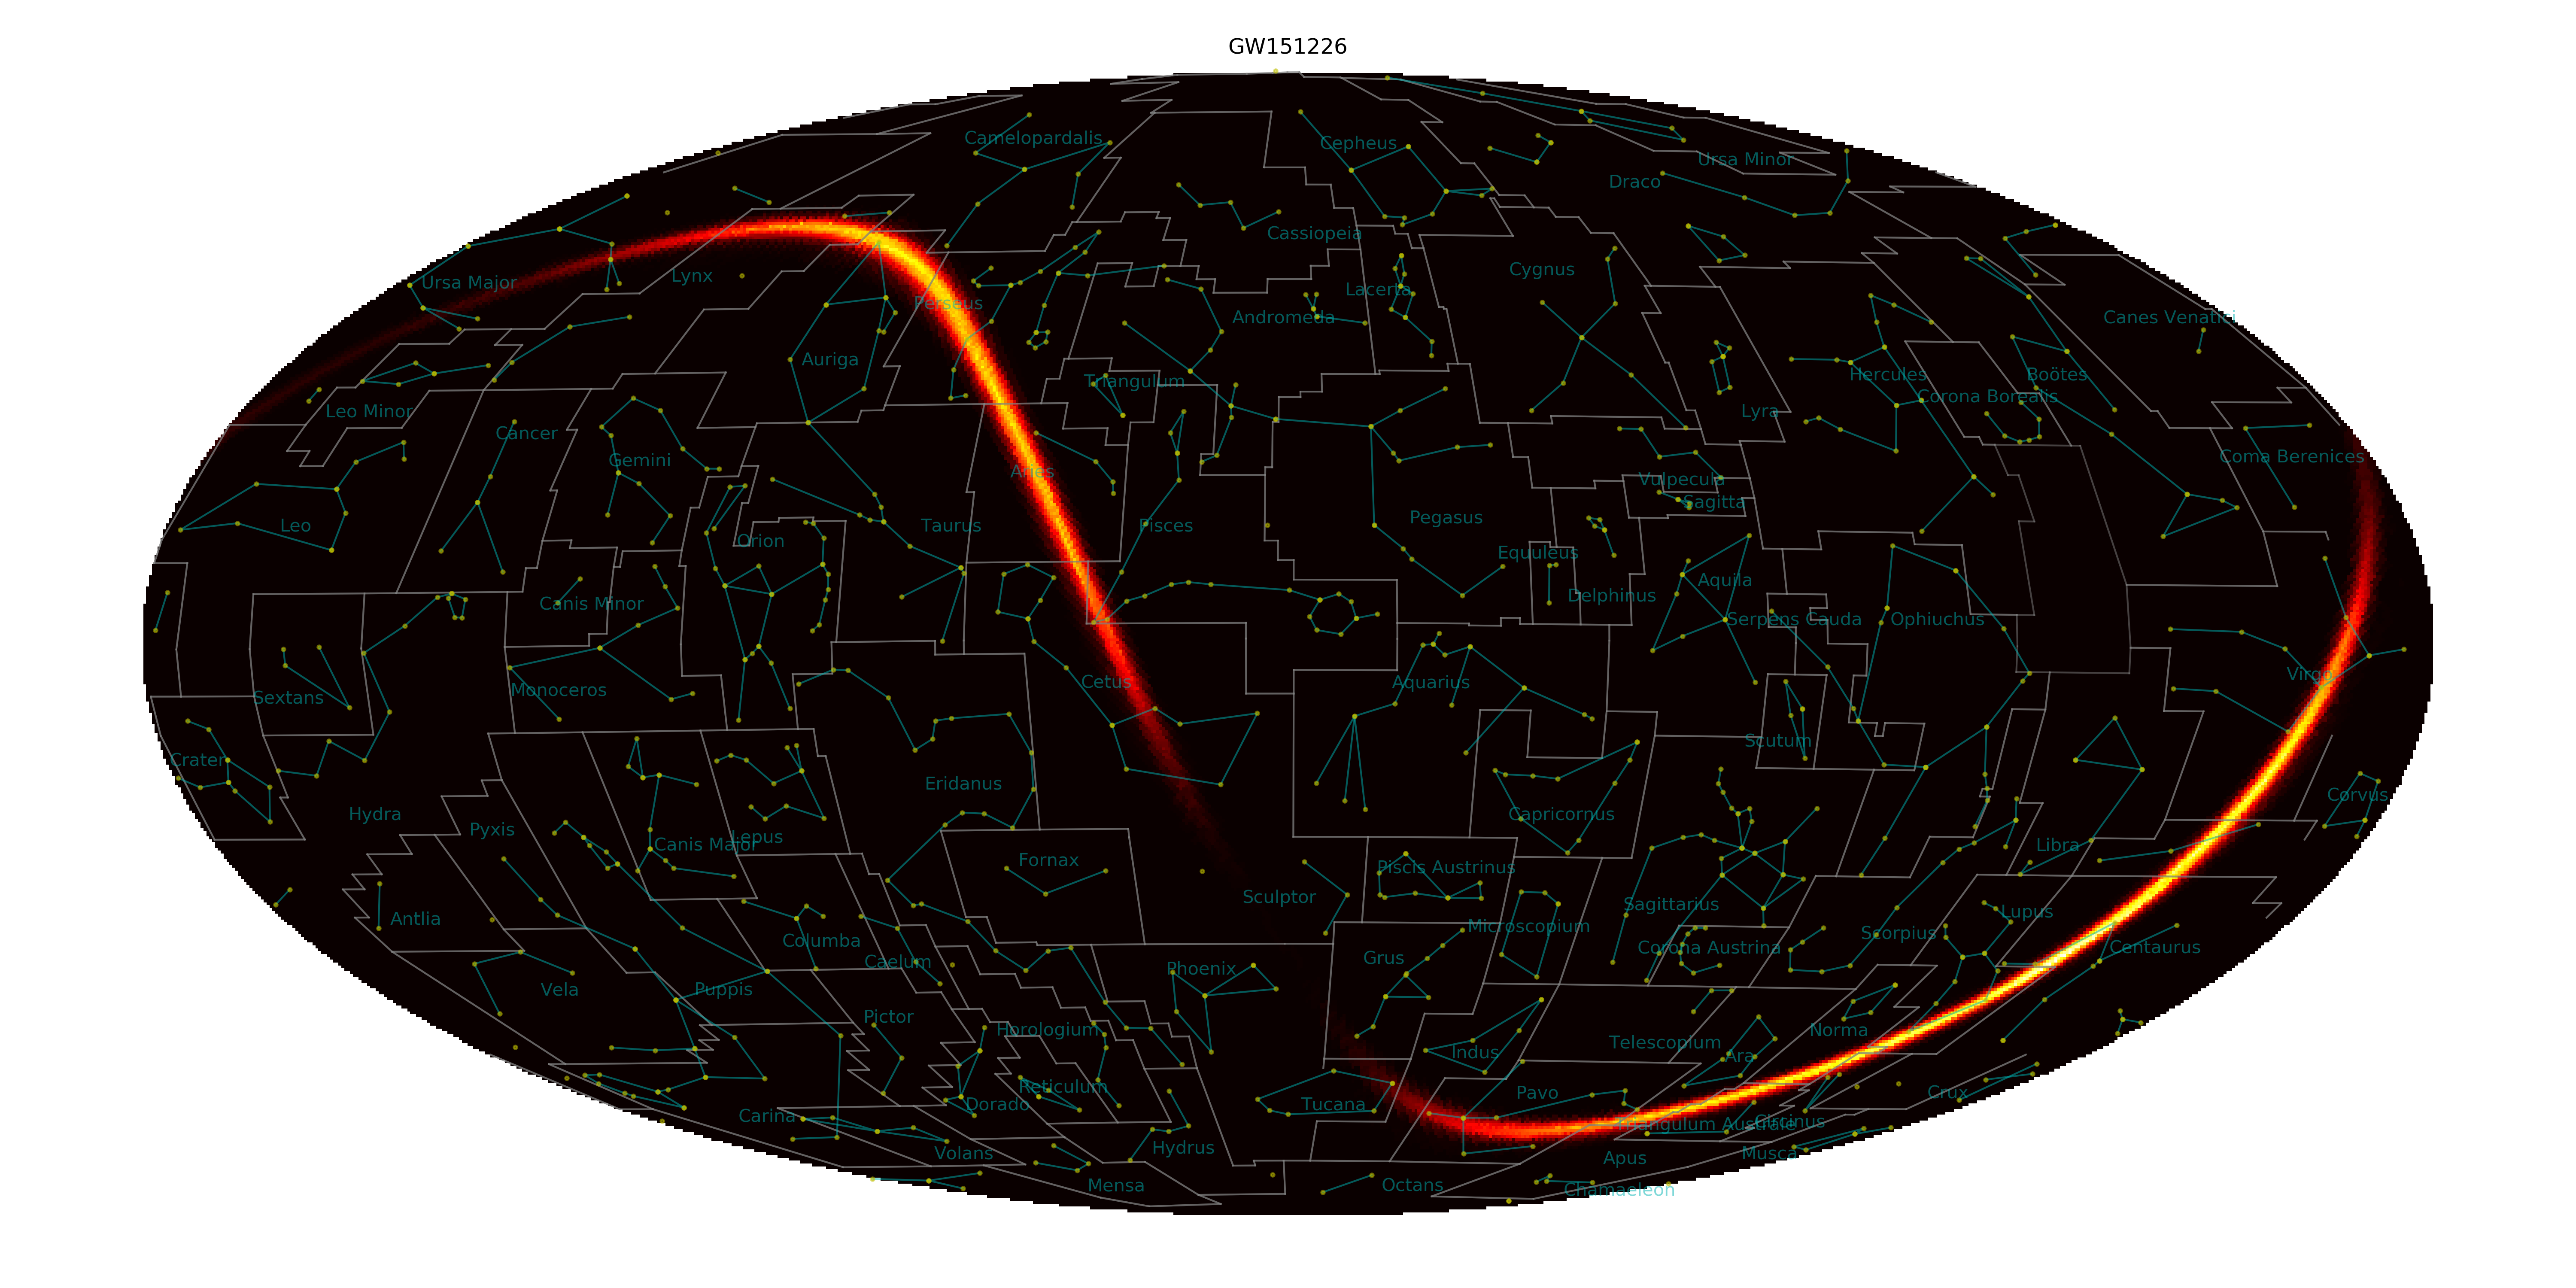 GW151226
Camelopardalis
Cepheus
Ursa Minor
Draco
Cassiopeia
Cygnus
Lynx
Ursa Major
Lacerta
Perseus
Andromeda
Canes Venatici
Auriga
Hercules
Boötes
Triangulum
Corona Borealis
Leo Minor
Lyra
Cancer
Gemini
Coma Berenices
Aries
Vulpecula
Sagitta
Pegasus
Leo
Taurus
Pisces
Orion
Equuleus
Aquila
Delphinus
Canis Minor
Serpens Cauda
Ophiuchus
Virgo
Cetus
Aquarius
Monoceros
Sextans
Scutum
Crater
Eridanus
Corvus
Hydra
Capricornus
Pyxis
Lepus
Canis Major
Libra
Fornax
Piscis Austrinus
Sculptor
Sagittarius
Lupus
Antlia
Microscopium
Scorpius
Columba
Corona Austrina
Centaurus
Grus
Caelum
Phoenix
Vela
Puppis
Pictor
Horologium
Norma
Telescopium
Indus
Ara
Reticulum
Pavo
Crux
Dorado
Tucana
Carina
Triangulum Australe
Circinus
Hydrus
Volans
Musca
Apus
Mensa
Octans
Chamaeleon